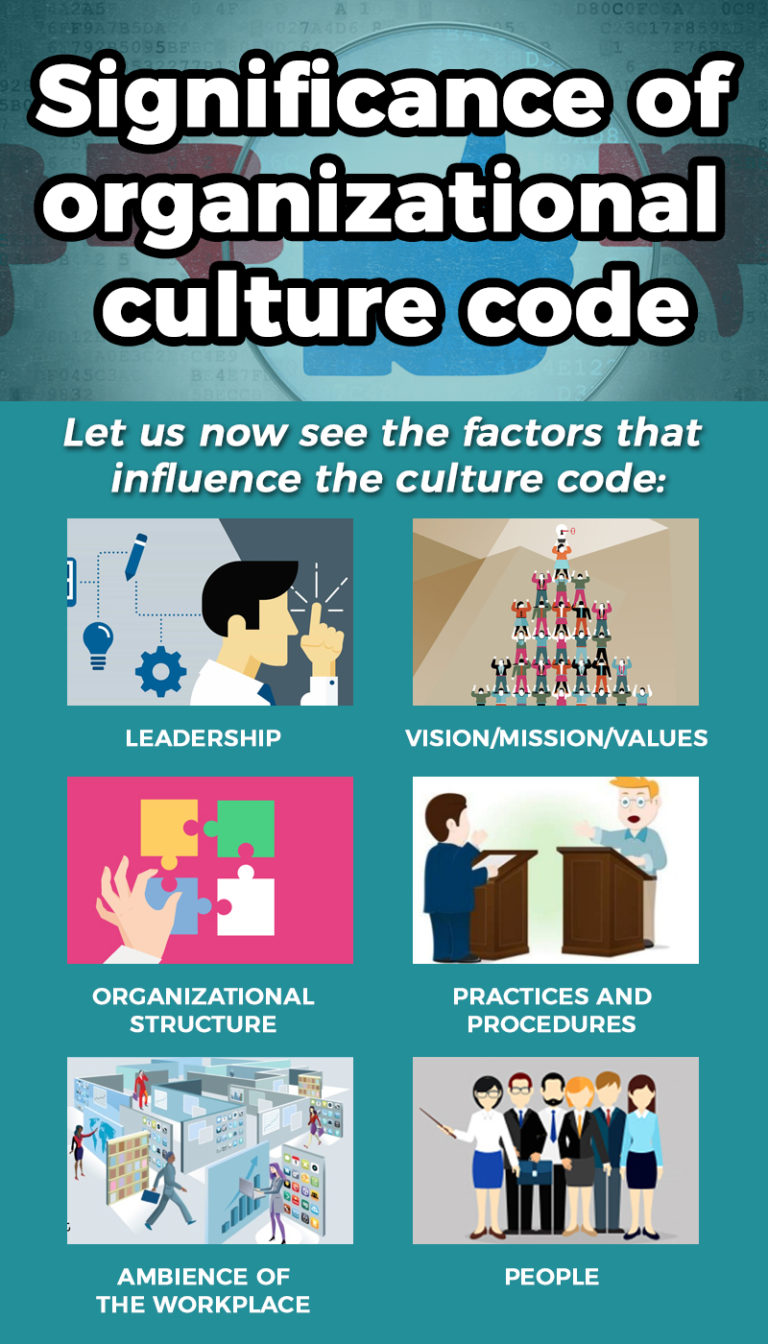 Significance of
organizational
culture code
Let us now see the factors that
influence the culture code:
LEADERSHIP
VISION/MISSION/VALUES
ORGANIZATIONAL
STRUCTURE
PRACTICES AND
PROCEDURES
AMBIENCE OF
THE WORKPLACE
PEOPLE